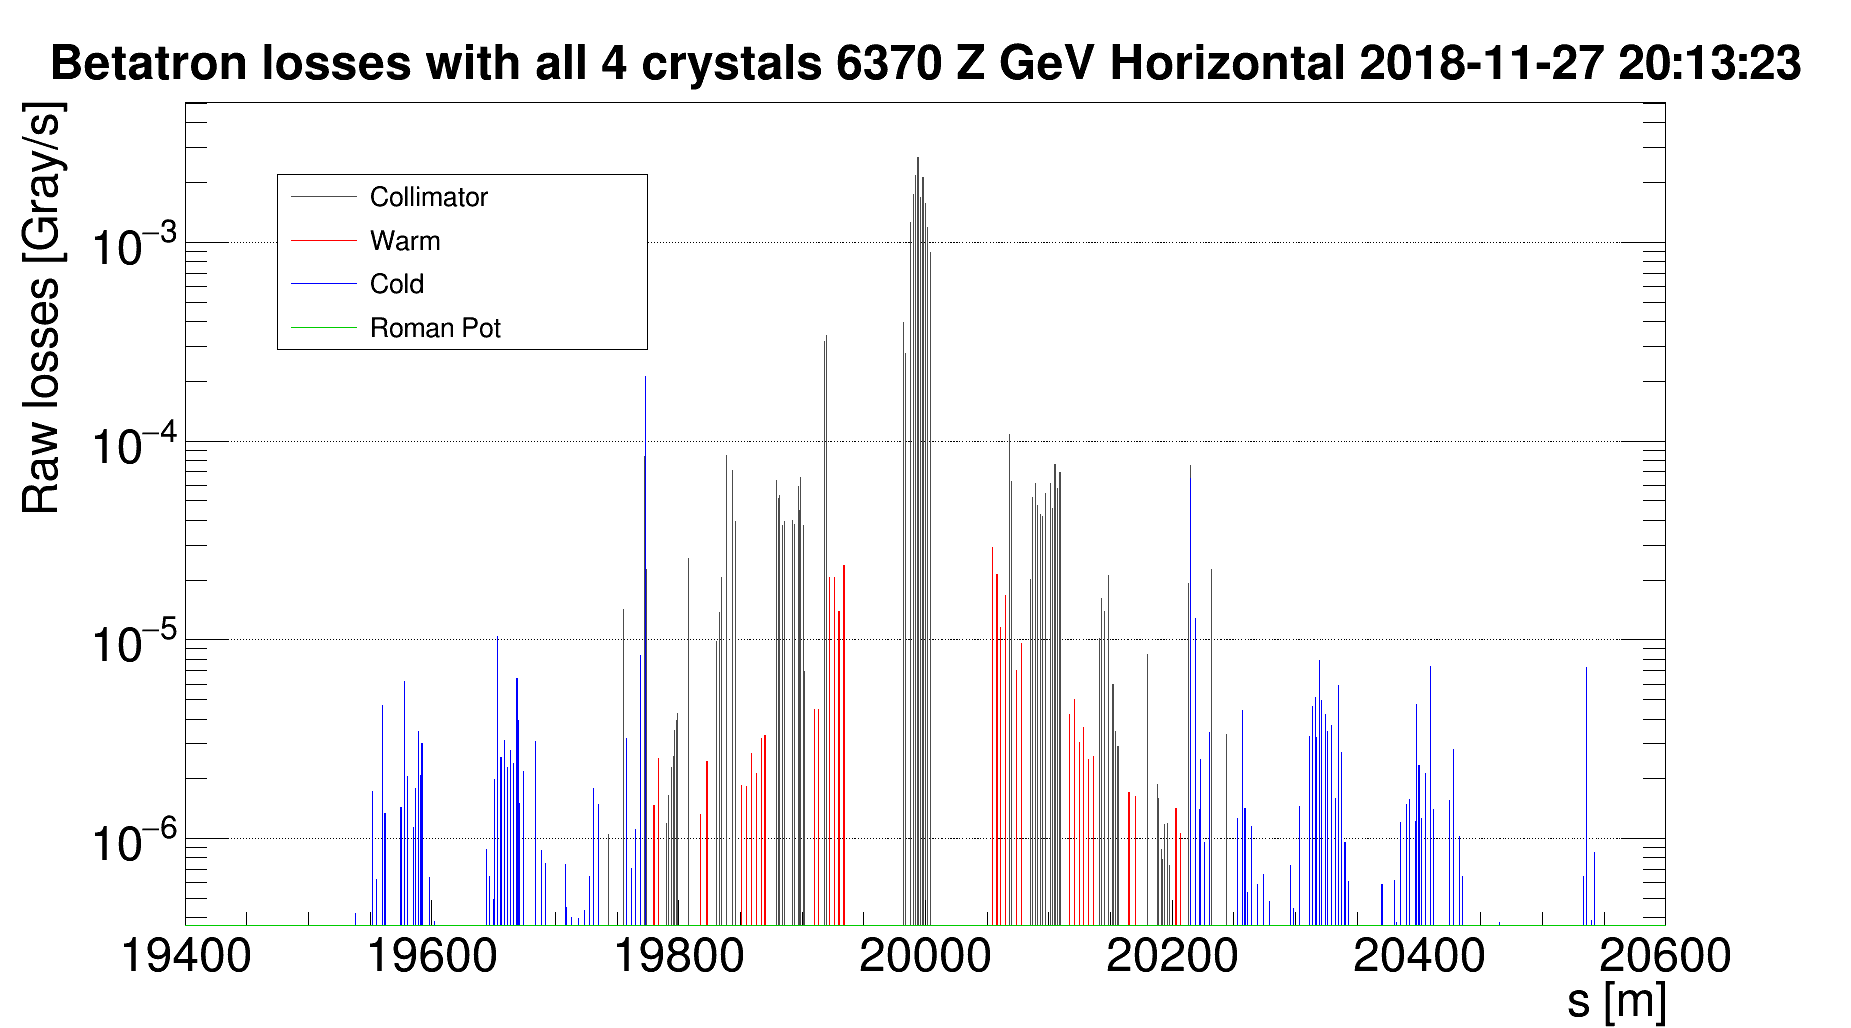 Betatron losses with all 4 crystals 6370 Z GeV Horizontal 2018-11-27 20:13:23
Raw losses [Gray/s]
Collimator
Warm
Cold
Roman Pot
10⁻³
10⁻⁴
10⁻⁵
10⁻⁶
19400 19600 19800 20000 20200 20400 20600
s [m]